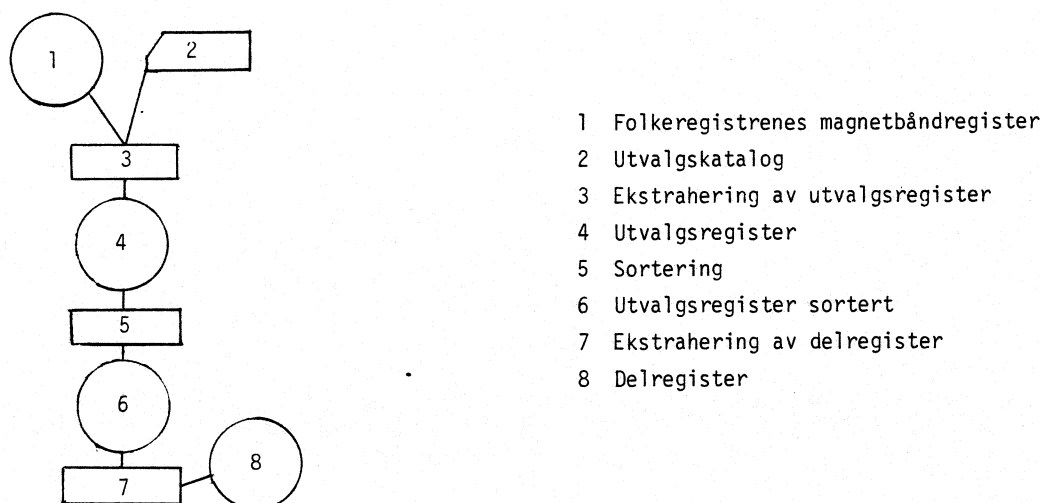 1
2
3
4
5
6
7
8
1 Folkeregistrenes magnetbåndregister
2 Utvalgskatalog
3 Ekstrahering av utvalgsregister
4 Utvalgsregister
5 Sortering
6 Utvalgsregister sortert
7 Ekstrahering av delregister
8 Delregister